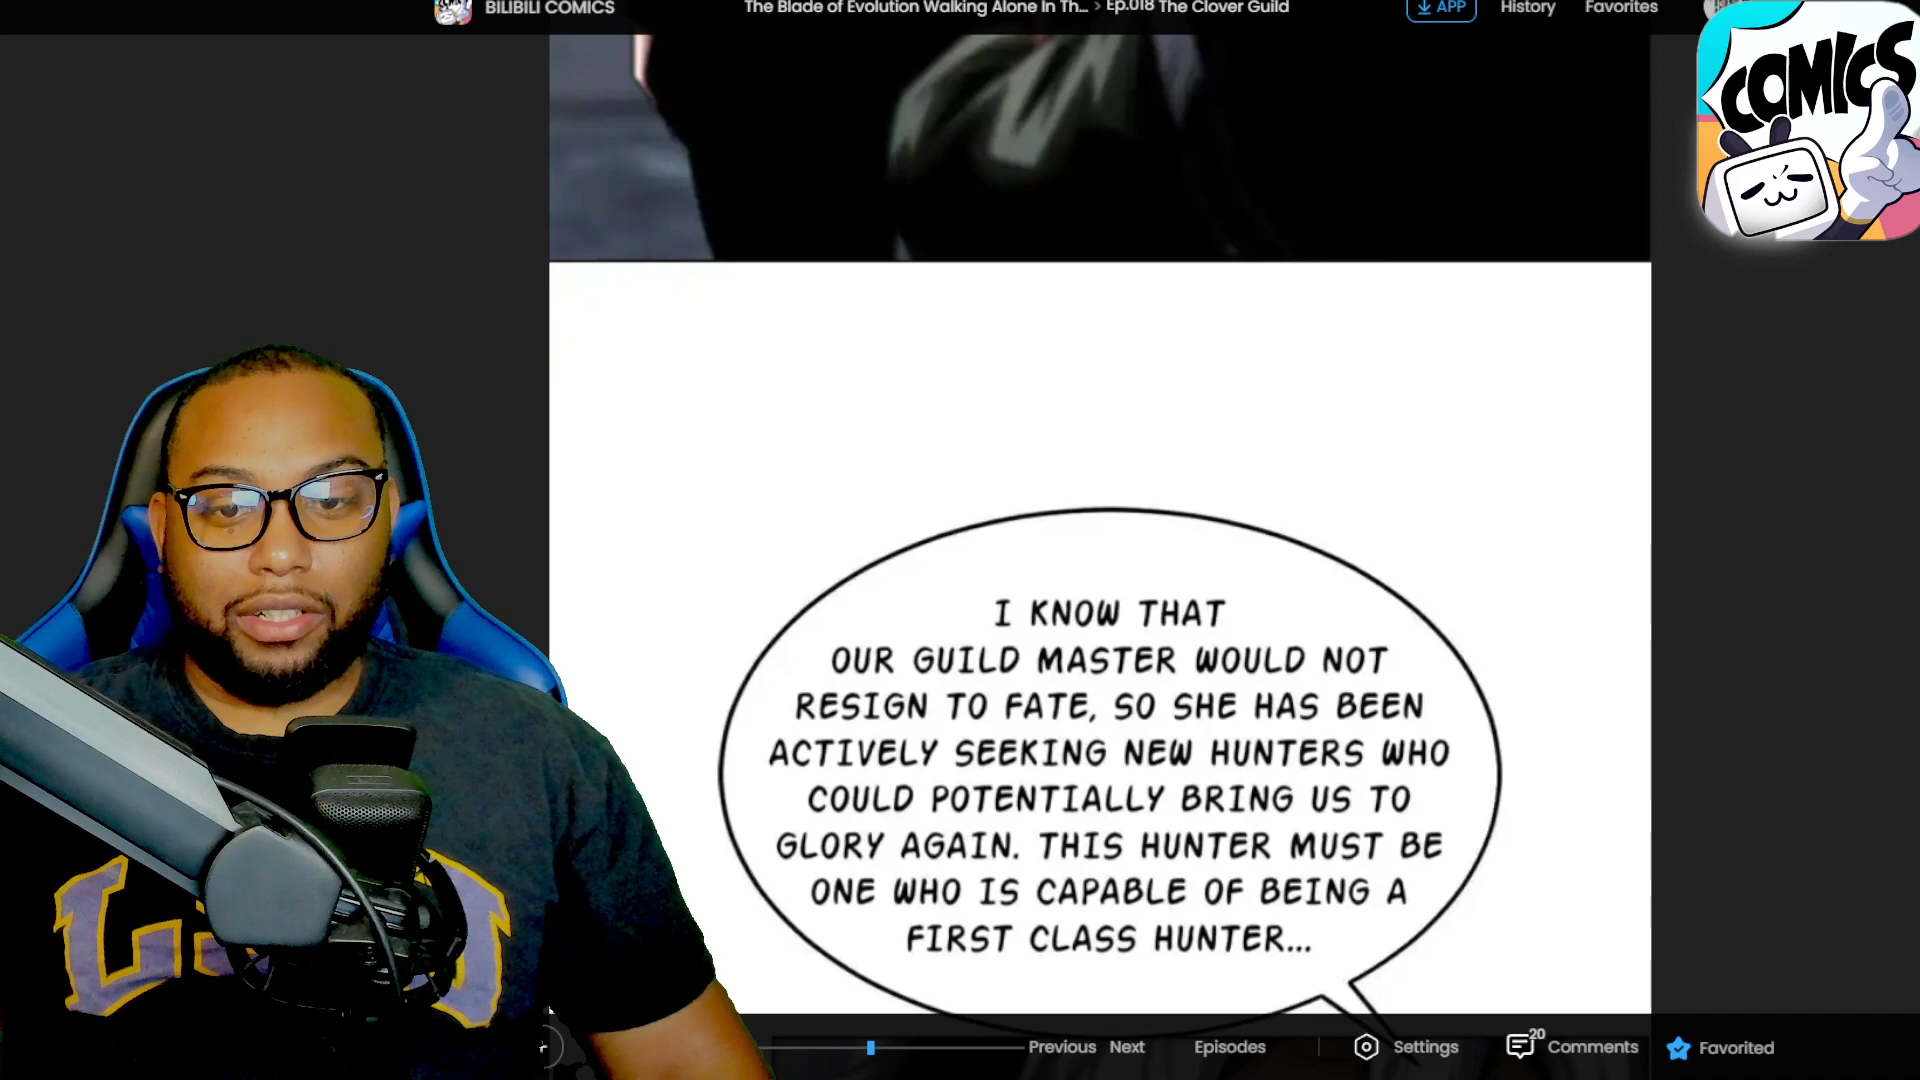 BILIBILI COMICS
The Blade of Evolution Walking Alone In Th... > Ep.018 The Clover Guild
APP
History
Favorites
COMICS
I KNOW THAT
OUR GUILD MASTER WOULD NOT
RESIGN TO FATE, SO SHE HAS BEEN
ACTIVELY SEEKING NEW HUNTERS WHO
COULD POTENTIALLY BRING US TO
GLORY AGAIN. THIS HUNTER MUST BE
ONE WHO IS CAPABLE OF BEING A
FIRST CLASS HUNTER...
Previous
Next
Episodes
Settings
20
Comments
Favorited